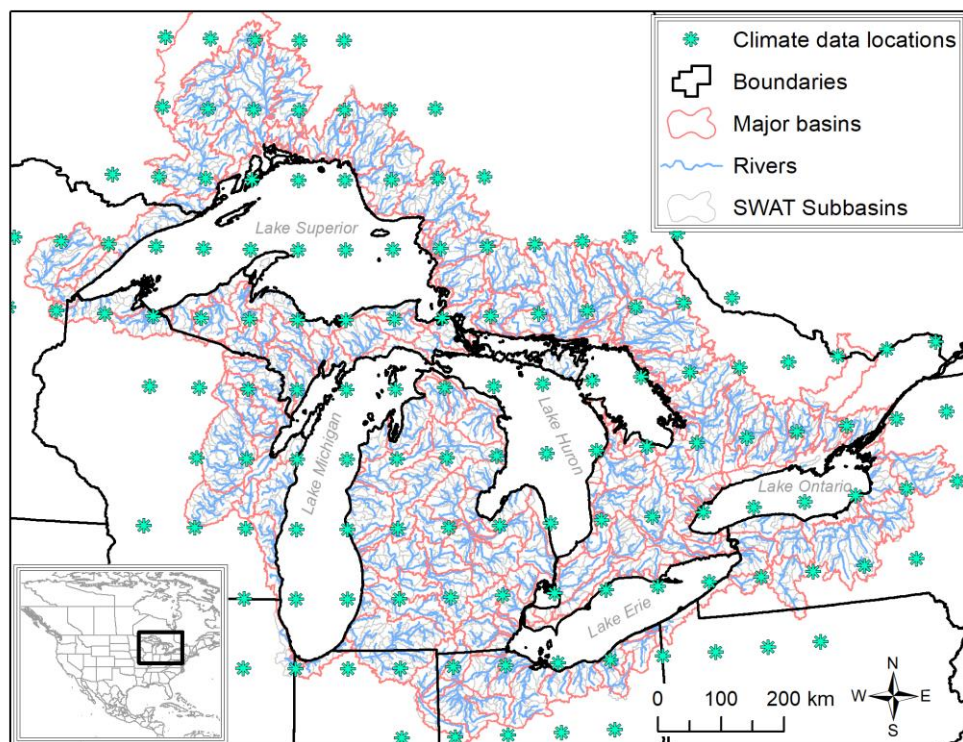 Climate data locations
Boundaries
Major basins
Rivers
SWAT Subbasins
Lake Superior
Lake Michigan
Lake Huron
Lake Ontario
Lake Erie
0 100 200 km
N
W E
S